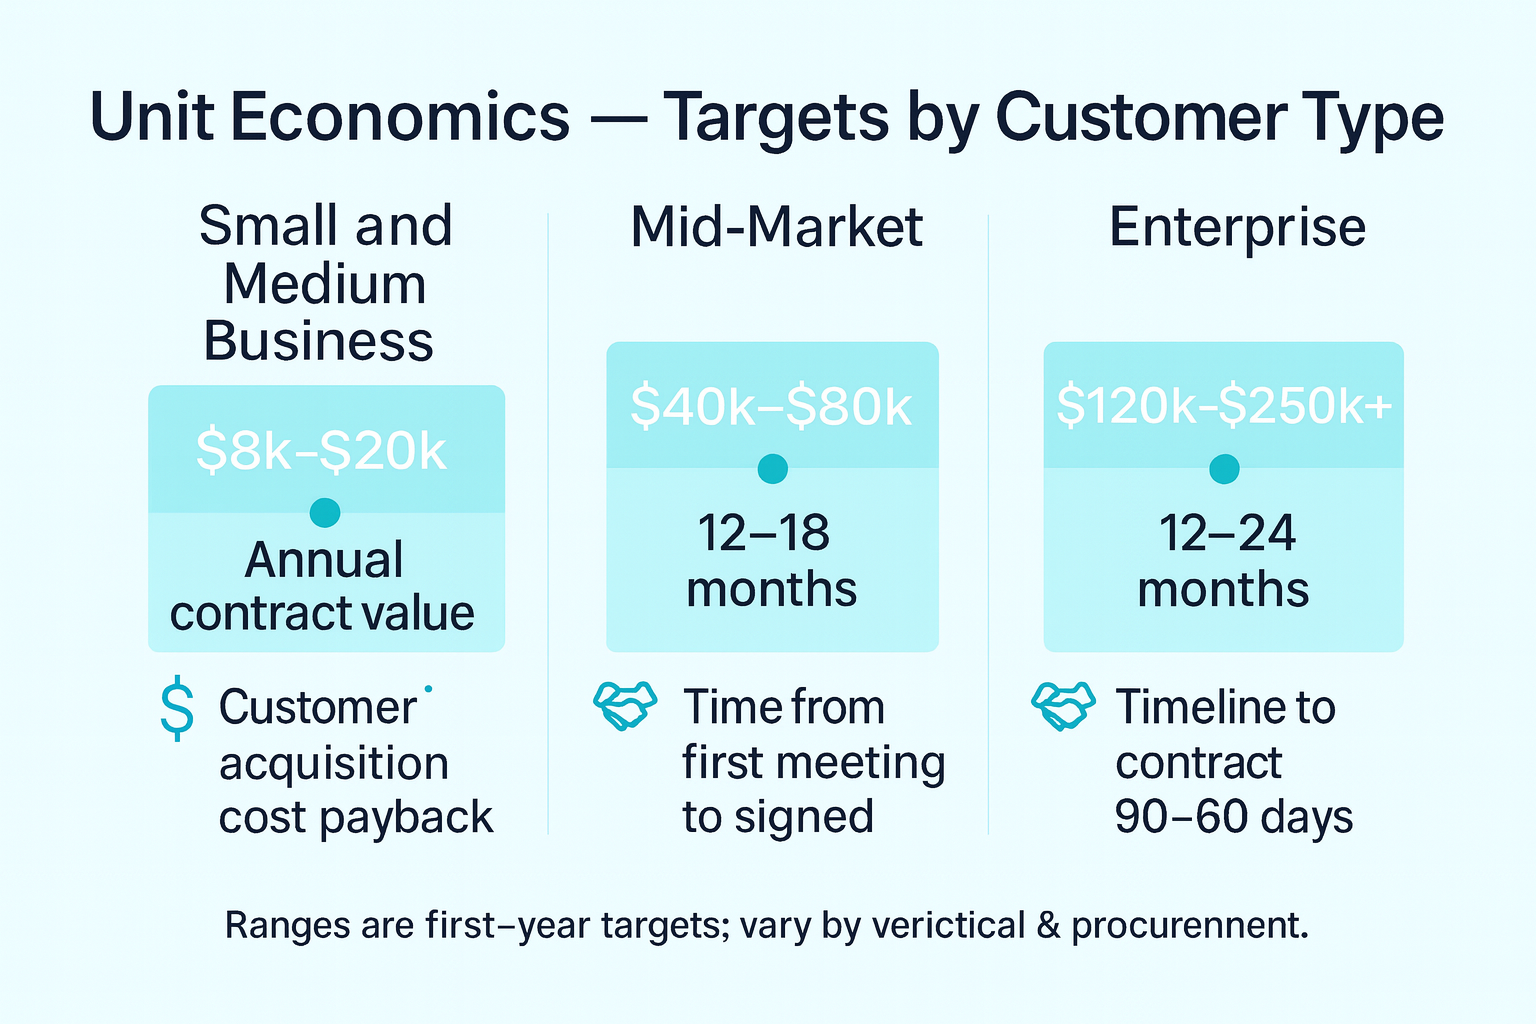 Unit Economics — Targets by Customer Type
Small and
Medium
Business
$8k–$20k
Annual
contract value
$ Customer
acquisition
cost payback
Mid-Market
$40k–$80k
12–18
months
Time from
first meeting
to signed
Enterprise
$120k-$250k+
12–24
months
Timeline to
contract
90–60 days
Ranges are first–year targets; vary by verictical & procurennent.